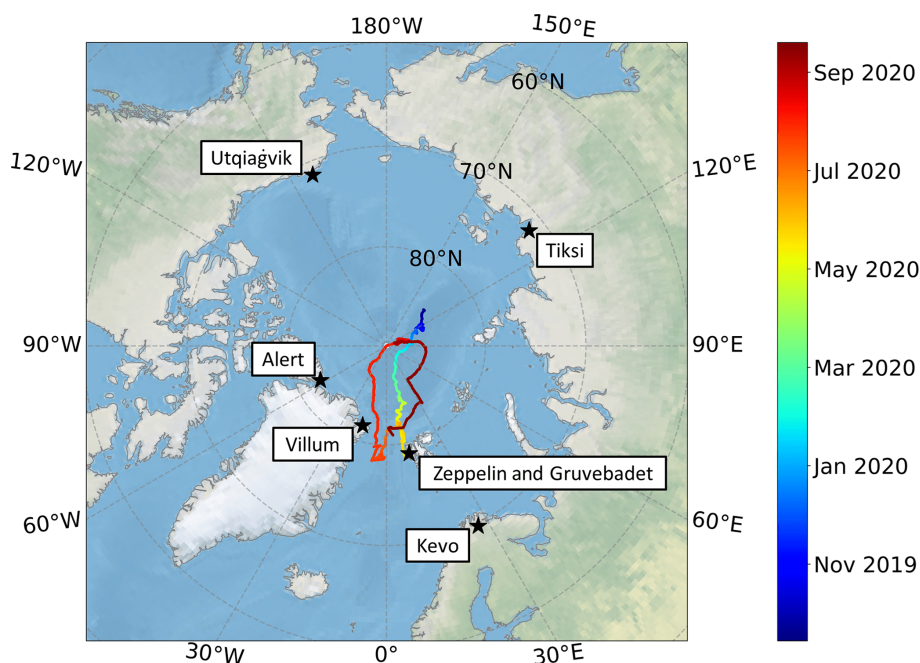 180°W
150°E
60°N
Sep 2020
Utqiaġvik
120°W
120°E
70°N
Jul 2020
Tiksi
80°N
May 2020
90°W
Alert
90°E
Mar 2020
Villum
Zeppelin and Gruvebadet
Jan 2020
60°W
60°E
Kevo
Nov 2019
30°W
0°
30°E